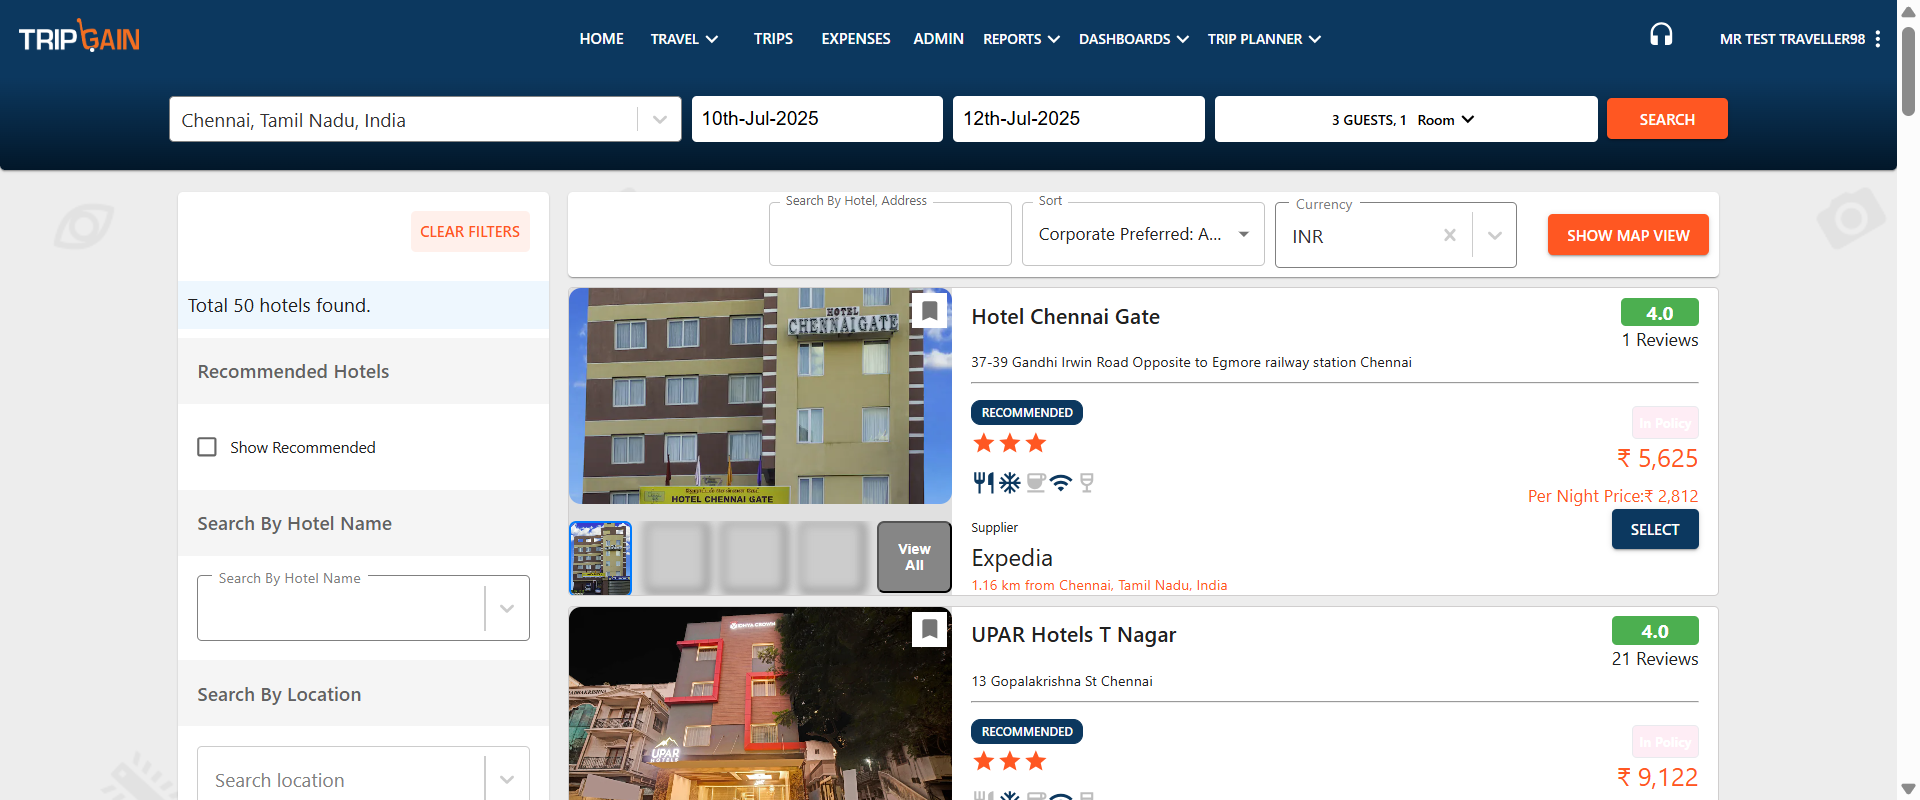 TRIPGAIN
HOME TRAVEL TRIPS EXPENSES ADMIN REPORTS DASHBOARDS TRIP PLANNER
MR TEST TRAVELLER98
Chennai, Tamil Nadu, India
10th-Jul-2025
12th-Jul-2025
3 GUESTS, 1 Room
SEARCH
CLEAR FILTERS
Total 50 hotels found.
Recommended Hotels
Show Recommended
Search By Hotel Name
Search By Hotel Name
Search By Location
Search location
Search By Hotel, Address
Sort
Corporate Preferred: A...
Currency
INR
SHOW MAP VIEW
HOTEL
CHENNAI GATE
HOTEL CHENNAI GATE
View
All
Hotel Chennai Gate
4.0
1 Reviews
37-39 Gandhi Irwin Road Opposite to Egmore railway station Chennai
RECOMMENDED
In Policy
₹ 5,625
Per Night Price:₹ 2,812
SELECT
Supplier
Expedia
1.16 km from Chennai, Tamil Nadu, India
UPAR
HOTELS
UPAR Hotels T Nagar
4.0
21 Reviews
13 Gopalakrishna St Chennai
RECOMMENDED
In Policy
₹ 9,122